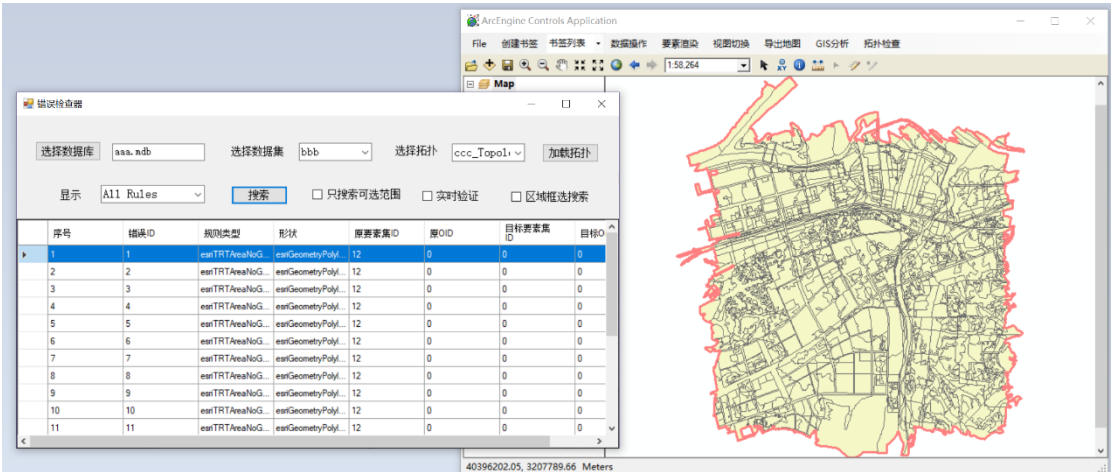 ArcEngine Controls Application
File 创建书签 书签列表 数据操作 要素渲染 视图切换 导出地图 GIS分析 拓扑检查
1:58,264
Map
错误检查器
选择数据库 aaa.mdb 选择数据集 bbb 选择拓扑 ccc_Topol 加载拓扑
显示 All Rules 搜索 只搜索可选范围 实时验证 区域框选搜索
序号 错误ID 规则类型 形状 原要素集ID 原OID 目标要素集ID 目标O
1 1 esriTRTAreaNoG... esriGeometryPolyl... 12 0 0 0
2 2 esriTRTAreaNoG... esriGeometryPolyl... 12 0 0 0
3 3 esriTRTAreaNoG... esriGeometryPolyl... 12 0 0 0
4 4 esriTRTAreaNoG... esriGeometryPolyl... 12 0 0 0
5 5 esriTRTAreaNoG... esriGeometryPolyl... 12 0 0 0
6 6 esriTRTAreaNoG... esriGeometryPolyl... 12 0 0 0
7 7 esriTRTAreaNoG... esriGeometryPolyl... 12 0 0 0
8 8 esriTRTAreaNoG... esriGeometryPolyl... 12 0 0 0
9 9 esriTRTAreaNoG... esriGeometryPolyl... 12 0 0 0
10 10 esriTRTAreaNoG... esriGeometryPolyl... 12 0 0 0
11 11 esriTRTAreaNoG... esriGeometryPolyl... 12 0 0 0
40396202.05, 3207789.66 Meters